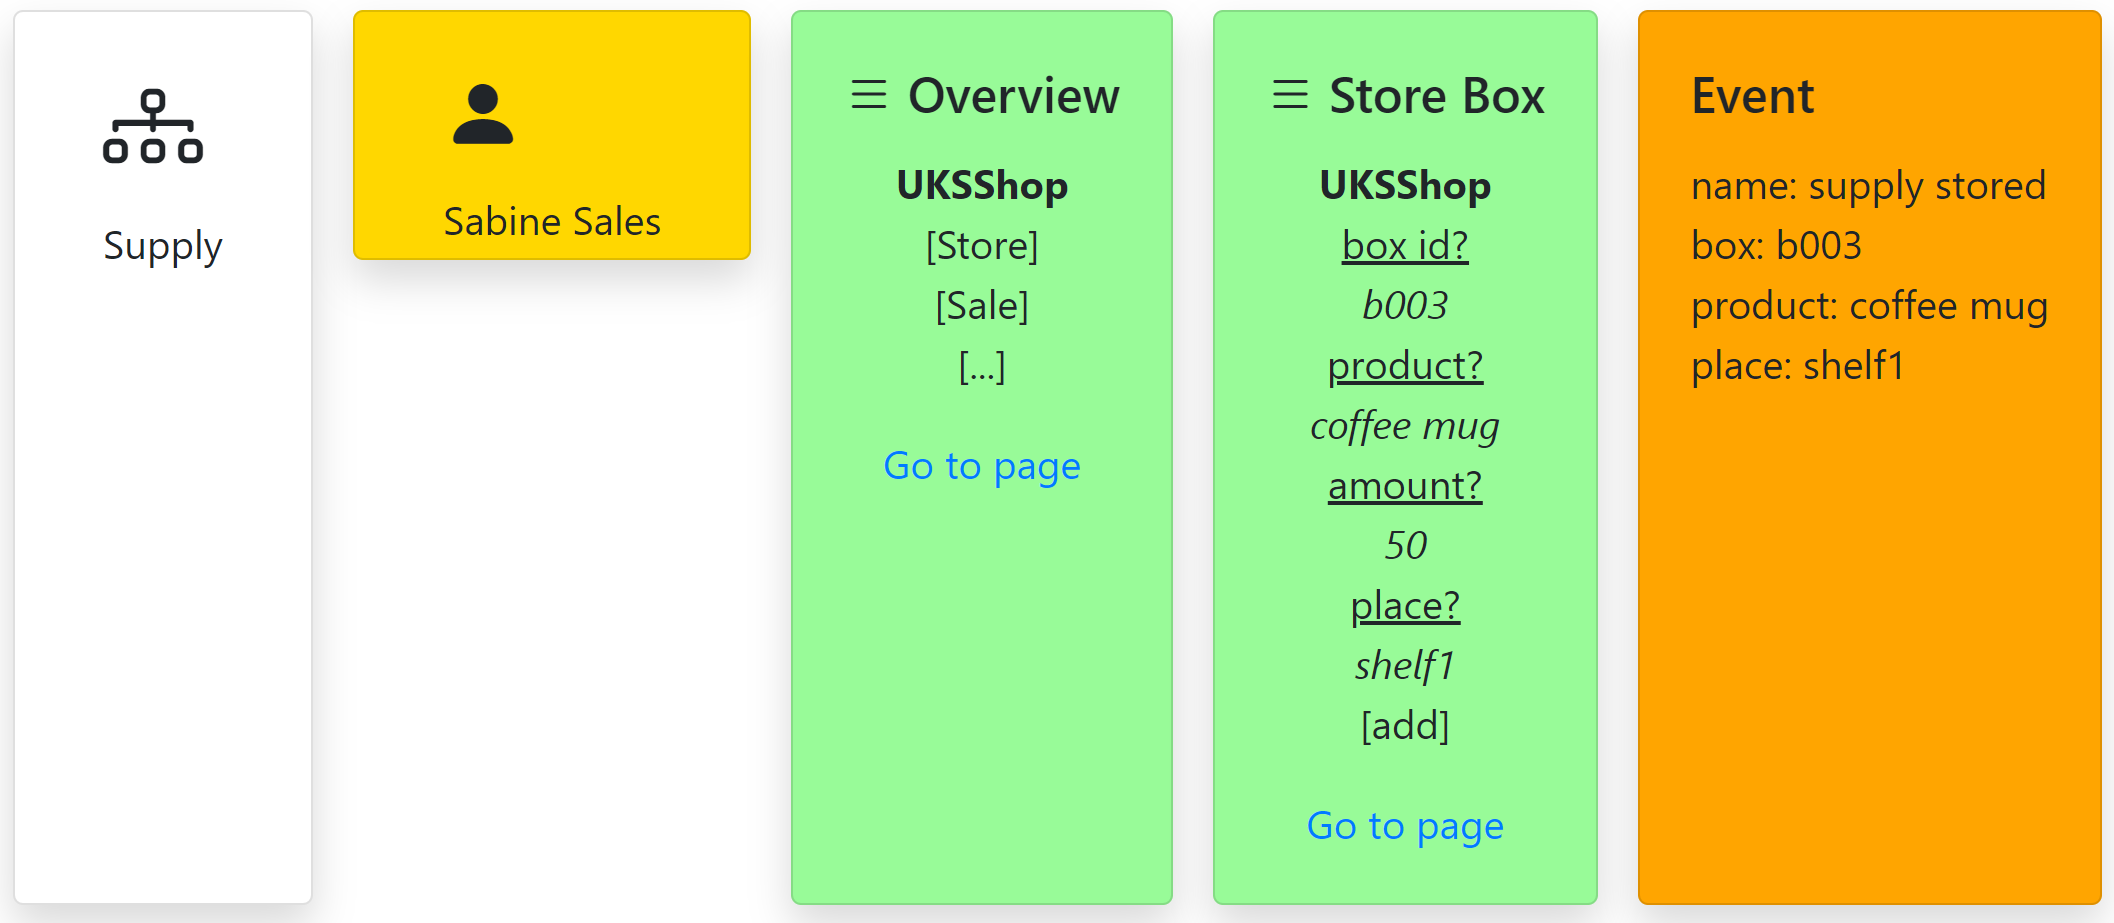 Supply
Sabine Sales
Overview
UKSShop
[Store]
[Sale]
[...]
Go to page
Store Box
UKSShop
box id?
b003
product?
coffee mug
amount?
50
place?
shelf1
[add]
Go to page
Event
name: supply stored
box: b003
product: coffee mug
place: shelf1